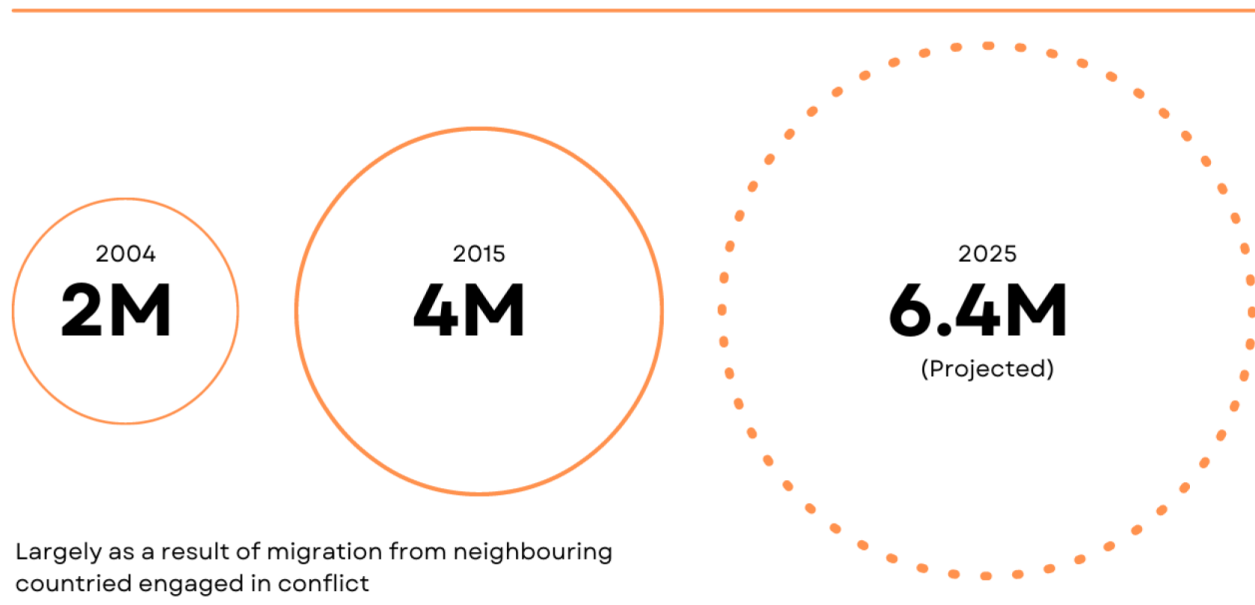 2004
2M
2015
4M
2025
6.4M
(Projected)
Largely as a result of migration from neighbouring
countried engaged in conflict